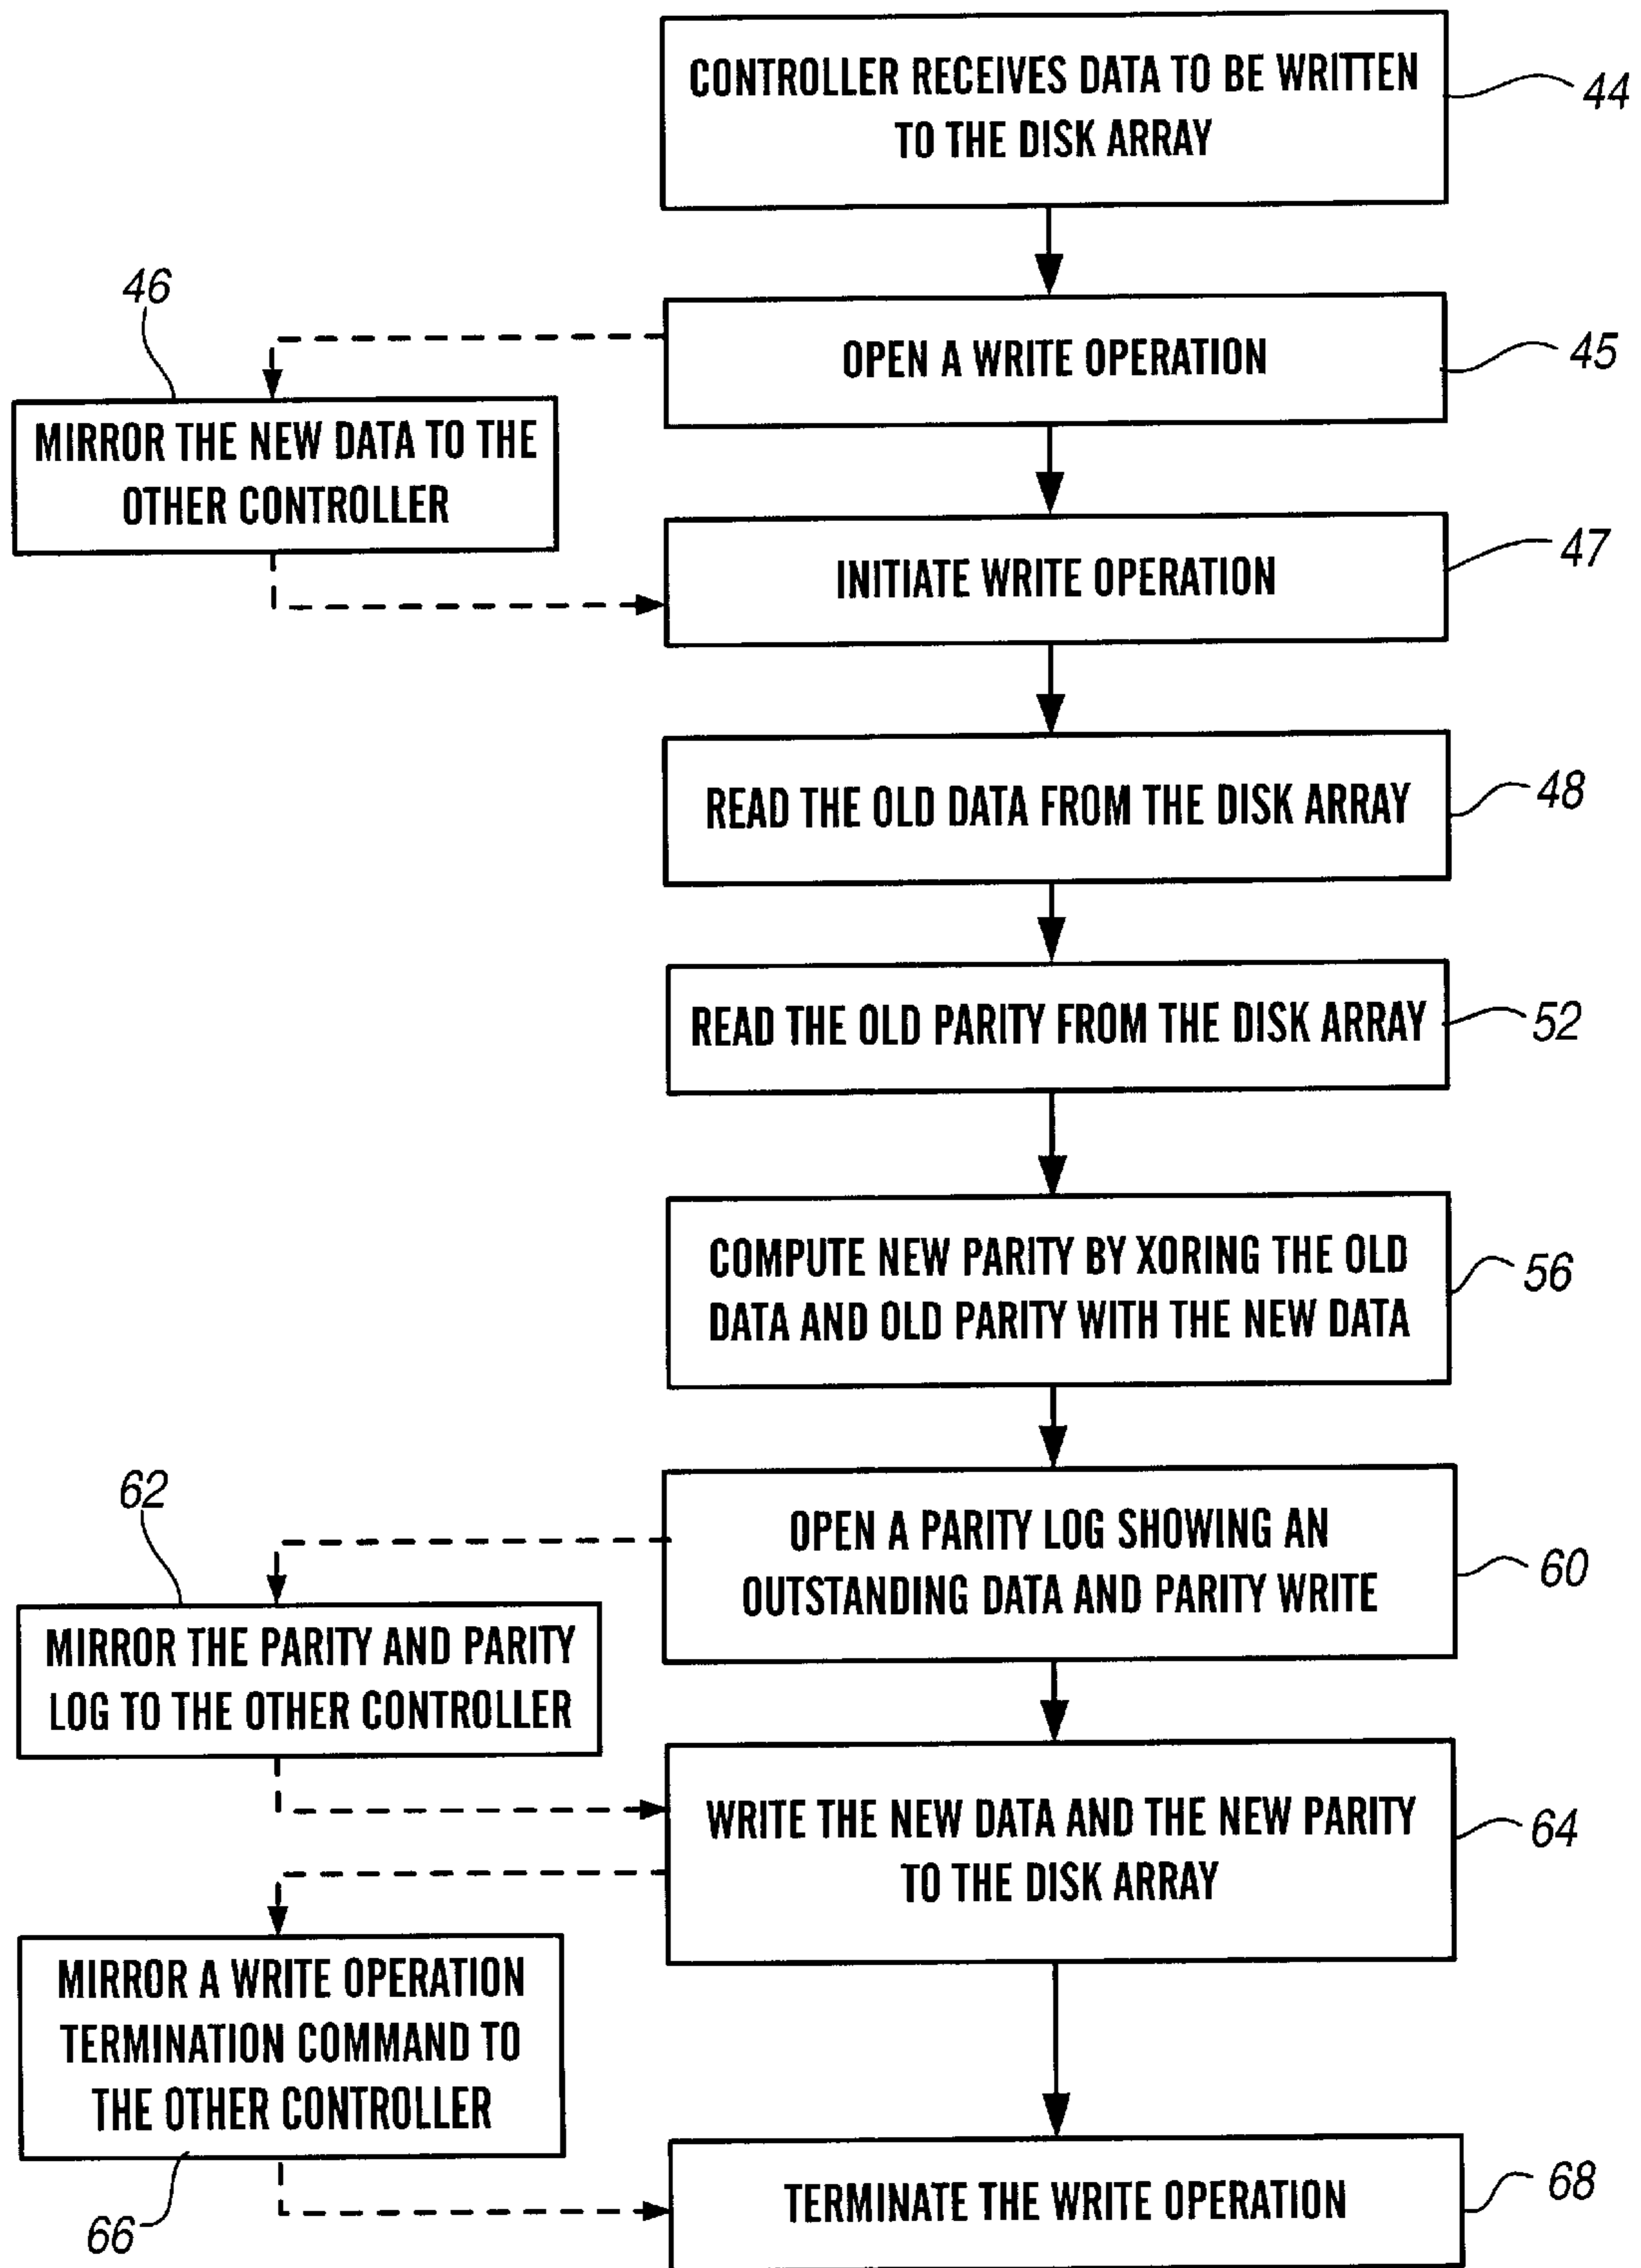 CONTROLLER RECEIVES DATA TO BE WRITTEN
TO THE DISK ARRAY
44
46
OPEN A WRITE OPERATION
45
MIRROR THE NEW DATA TO THE
OTHER CONTROLLER
INITIATE WRITE OPERATION
47
READ THE OLD DATA FROM THE DISK ARRAY
48
READ THE OLD PARITY FROM THE DISK ARRAY
52
COMPUTE NEW PARITY BY XORING THE OLD
DATA AND OLD PARITY WITH THE NEW DATA
56
62
OPEN A PARITY LOG SHOWING AN
OUTSTANDING DATA AND PARITY WRITE
60
MIRROR THE PARITY AND PARITY
LOG TO THE OTHER CONTROLLER
WRITE THE NEW DATA AND THE NEW PARITY
TO THE DISK ARRAY
64
MIRROR A WRITE OPERATION
TERMINATION COMMAND TO
THE OTHER CONTROLLER
66
TERMINATE THE WRITE OPERATION
68